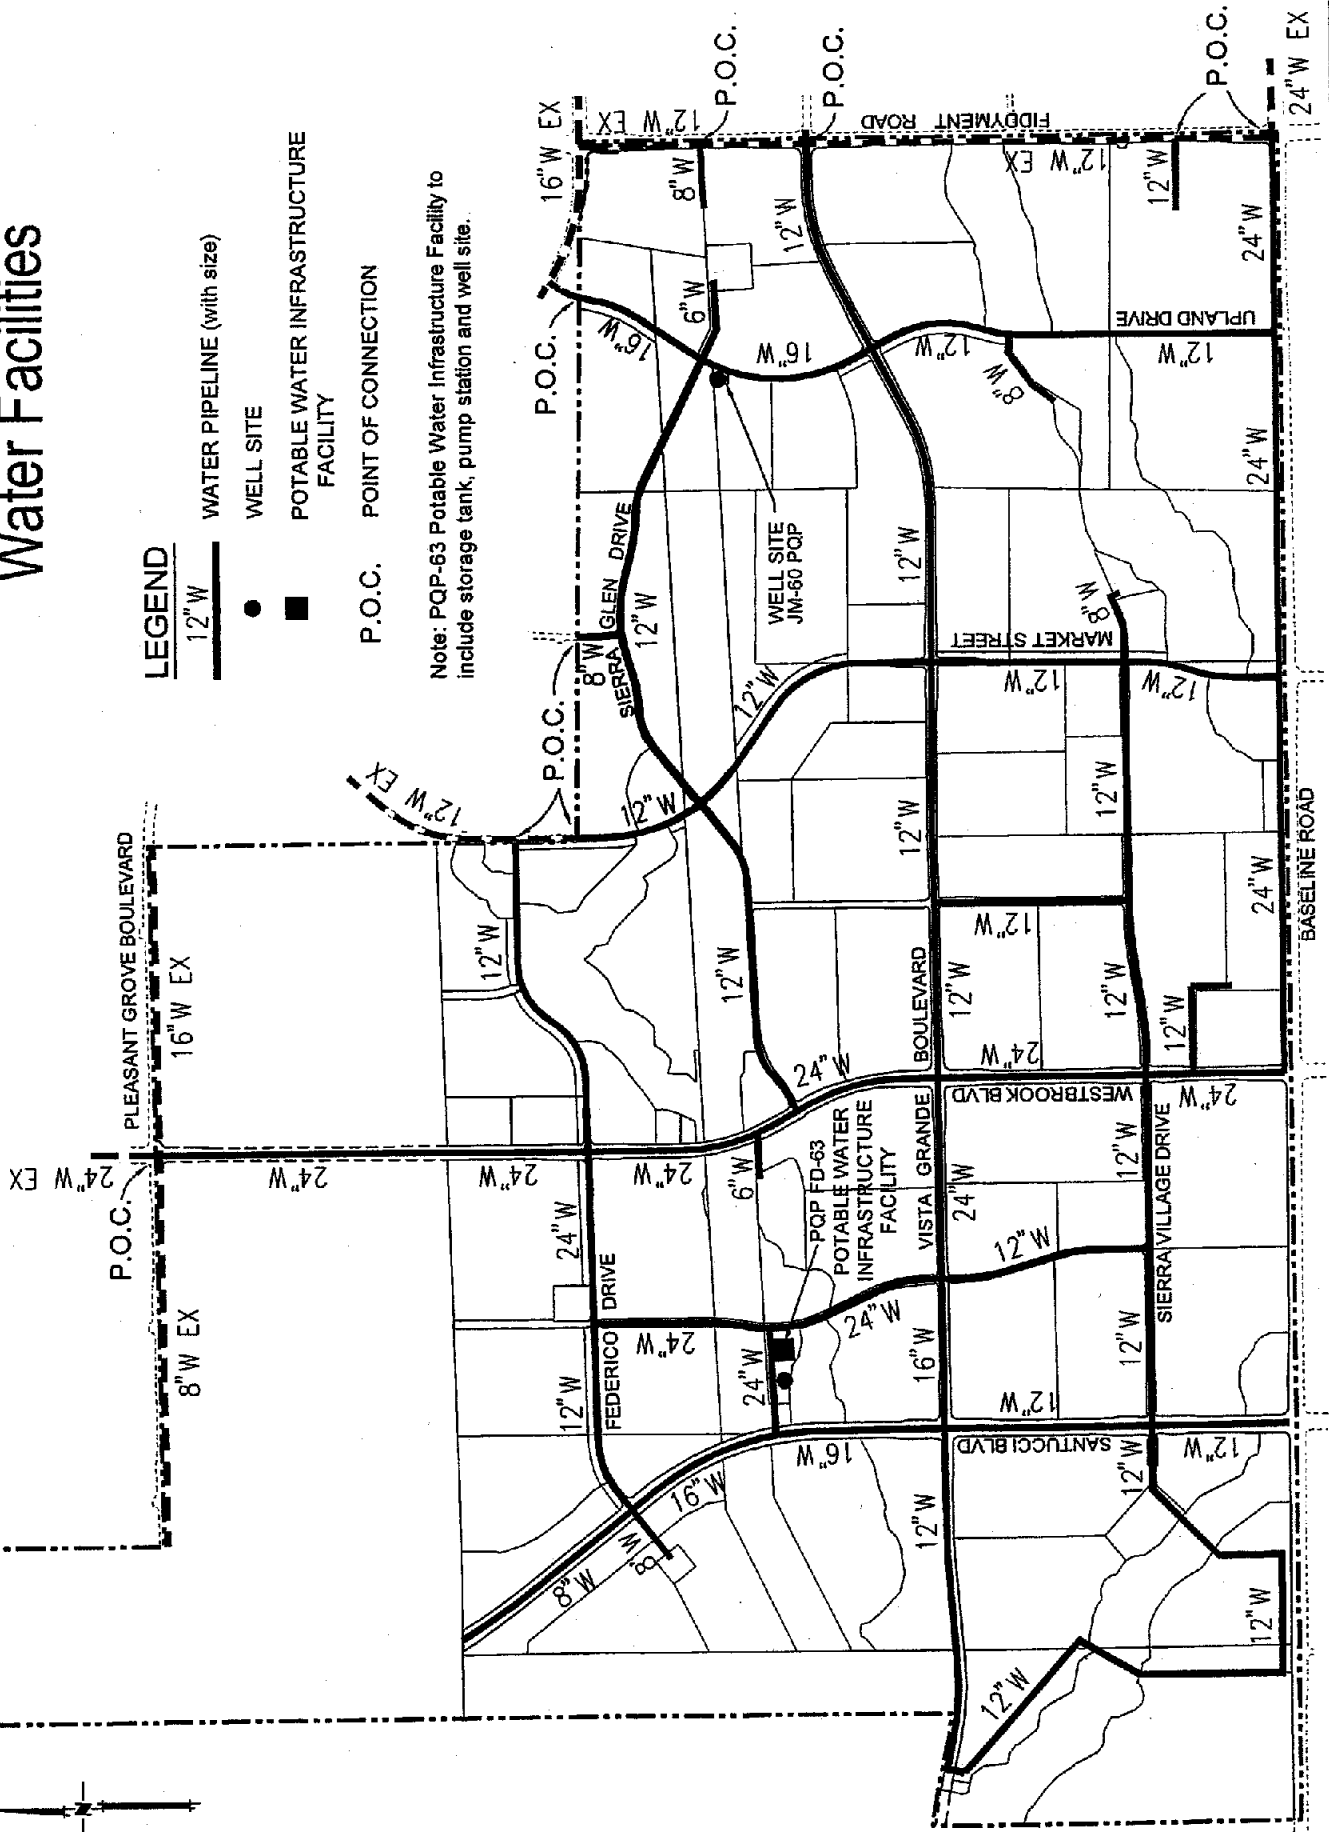 Water Facilities
LEGEND
12"W
WATER PIPELINE (with size)
WELL SITE
POTABLE WATER INFRASTRUCTURE
FACILITY
P.O.C.
POINT OF CONNECTION
Note: PQP-63 Potable Water Infrastructure Facility to
include storage tank, pump station and well site.
24"W EX
P.O.C.
PLEASANT GROVE BOULEVARD
8"W EX
16"W EX
24"W
12"W EX
P.O.C.
P.O.C.
16"W EX
12"W EX
P.O.C.
P.O.C.
P.O.C.
24"W EX
FIDDYMENT ROAD
12"W EX
12"W
24"W
8"W
12"W
6"W
16"W
16"W
12"W
UPLAND DRIVE
12"W
8"W
24"W
8"W
SIERRA GLEN DRIVE
12"W
WELL SITE
JM-60 PQP
12"W
MARKET STREET
8"W
12"W
12"W
12"W
12"W
12"W
12"W
24"W
BASELINE ROAD
12"W
24"W
12"W
12"W
12"W
12"W
12"W
24"W
24"W
WESTBROOK BLVD
24"W
VISTA GRANDE BOULEVARD
24"W
24"W
24"W
FEDERICO DRIVE
12"W
24"W
6"W
PQP FD-63
POTABLE WATER
INFRASTRUCTURE
FACILITY
24"W
24"W
24"W
12"W
12"W
SIERRA VILLAGE DRIVE
16"W
12"W
12"W
SANTUCCI BLVD
16"W
16"W
8"W
8"W
12"W
12"W
12"W
12"W
12"W
N